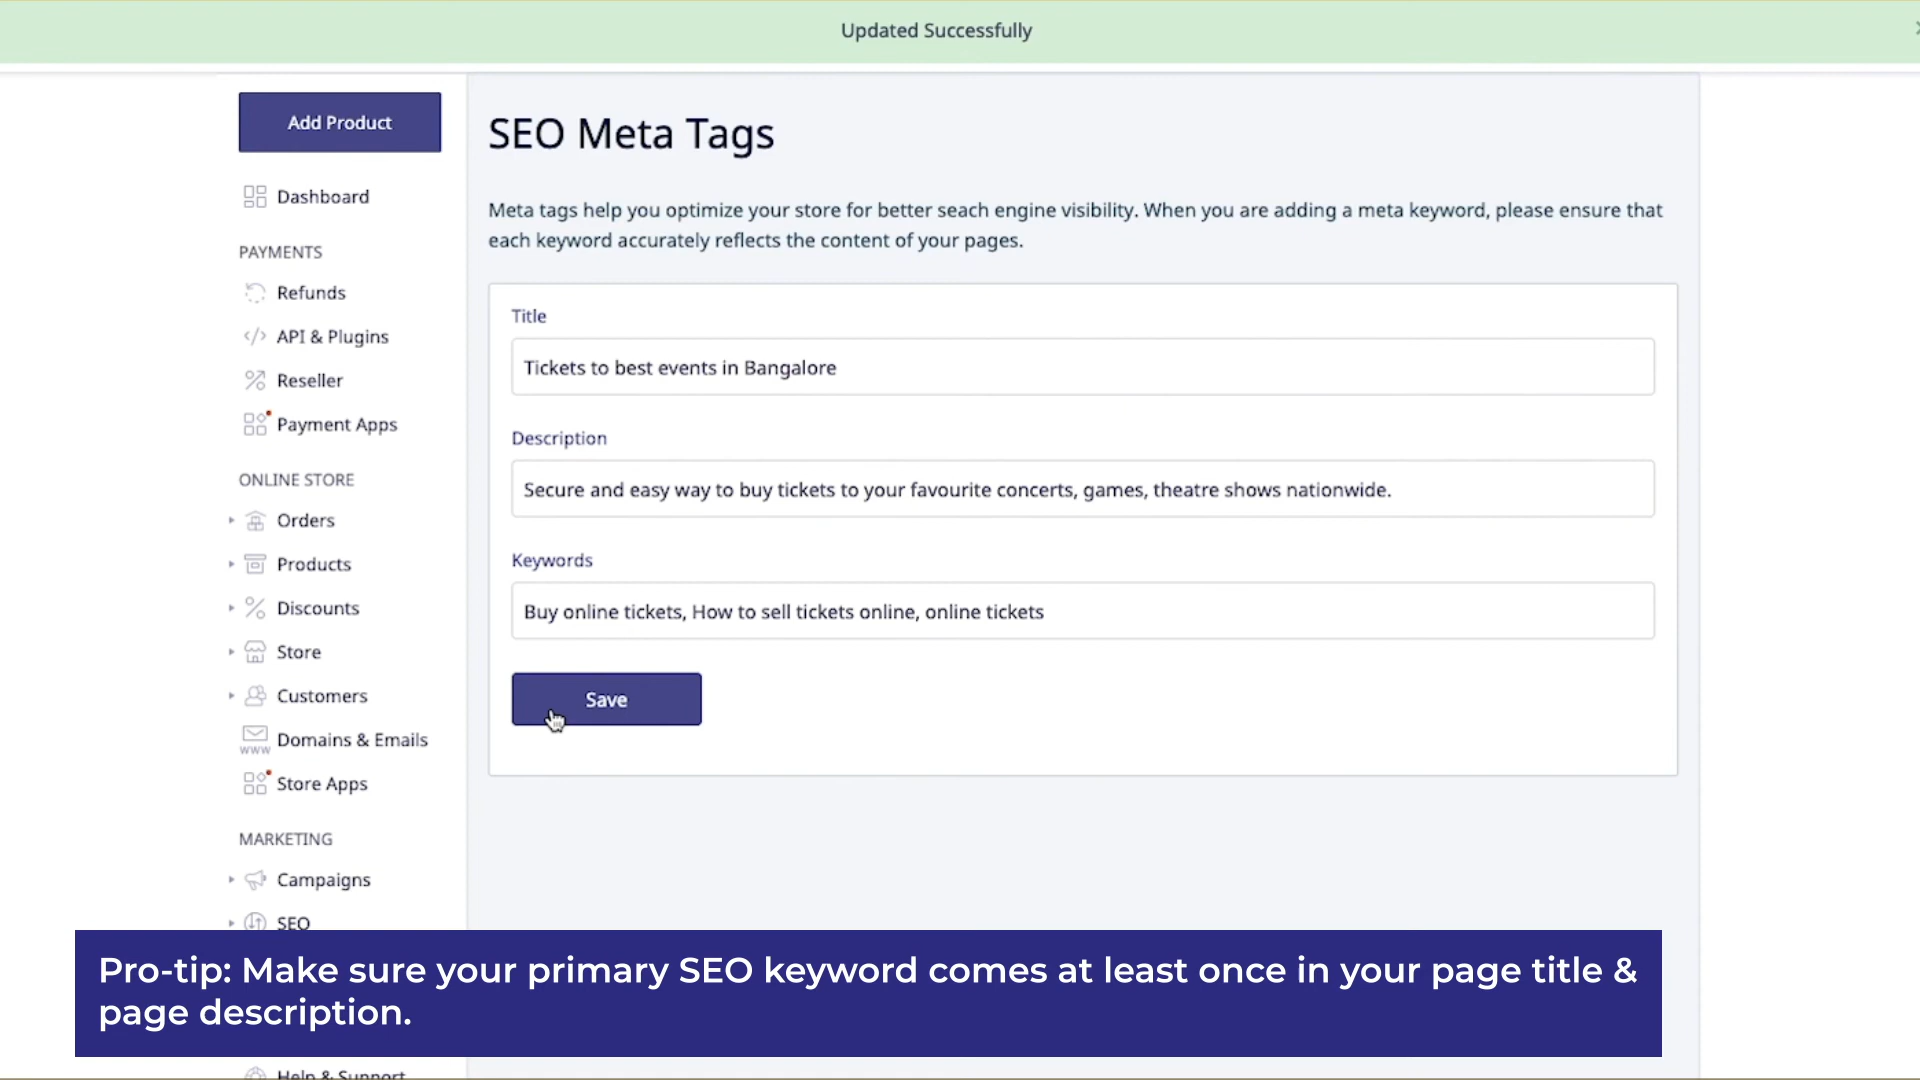 Updated Successfully
Add Product
Dashboard
PAYMENTS
Refunds
API & Plugins
Reseller
Payment Apps
ONLINE STORE
Orders
Products
Discounts
Store
Customers
Domains & Emails
Store Apps
MARKETING
Campaigns
SEO
Help & Support
SEO Meta Tags
Meta tags help you optimize your store for better seach engine visibility. When you are adding a meta keyword, please ensure that
each keyword accurately reflects the content of your pages.
Title
Tickets to best events in Bangalore
Description
Secure and easy way to buy tickets to your favourite concerts, games, theatre shows nationwide.
Keywords
Buy online tickets, How to sell tickets online, online tickets
Save
Pro-tip: Make sure your primary SEO keyword comes at least once in your page title &
page description.